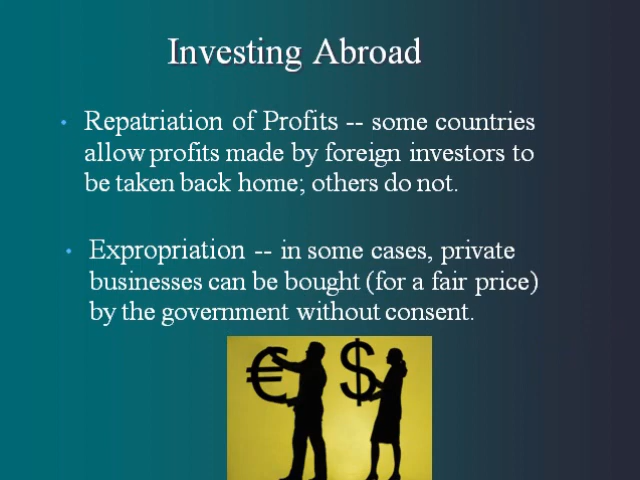 Investing Abroad
• Repatriation of Profits -- some countries
allow profits made by foreign investors to
be taken back home; others do not.
• Expropriation -- in some cases, private
businesses can be bought (for a fair price)
by the government without consent.
€ $